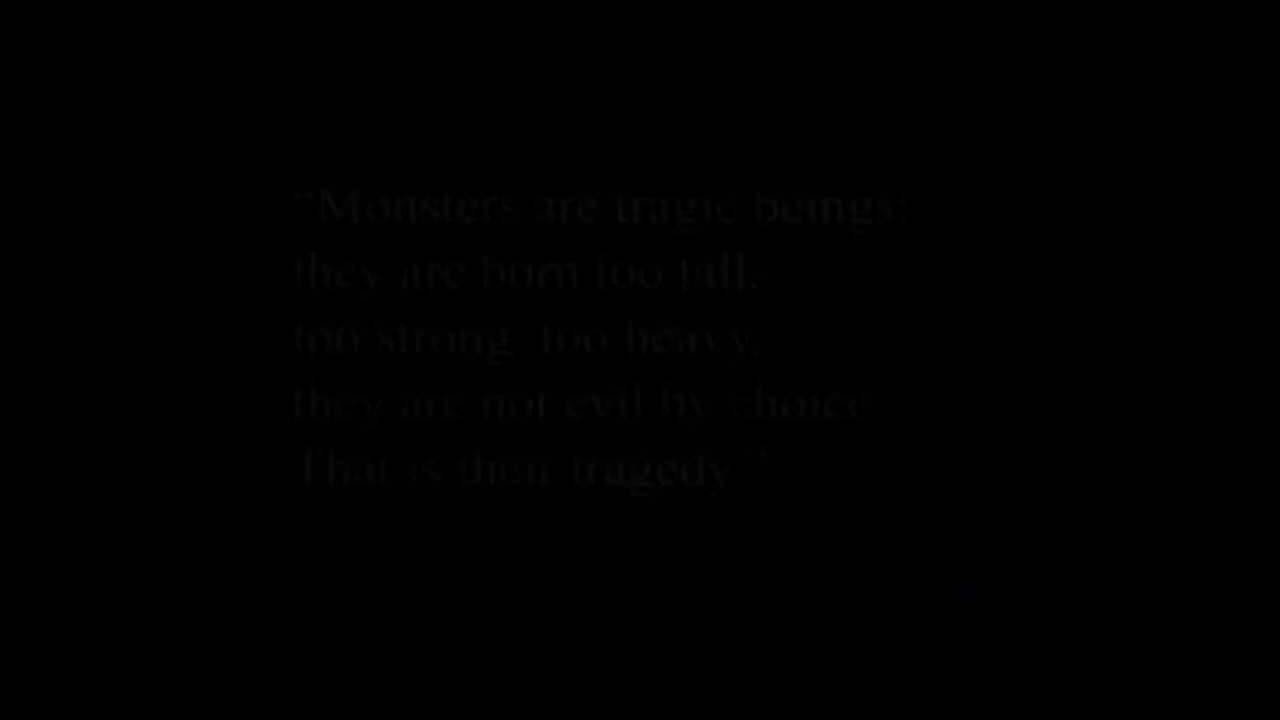 "Monsters are tragic beings;
they are born too tall,
too strong, too heavy,
they are not evil by choice.
That is their tragedy."